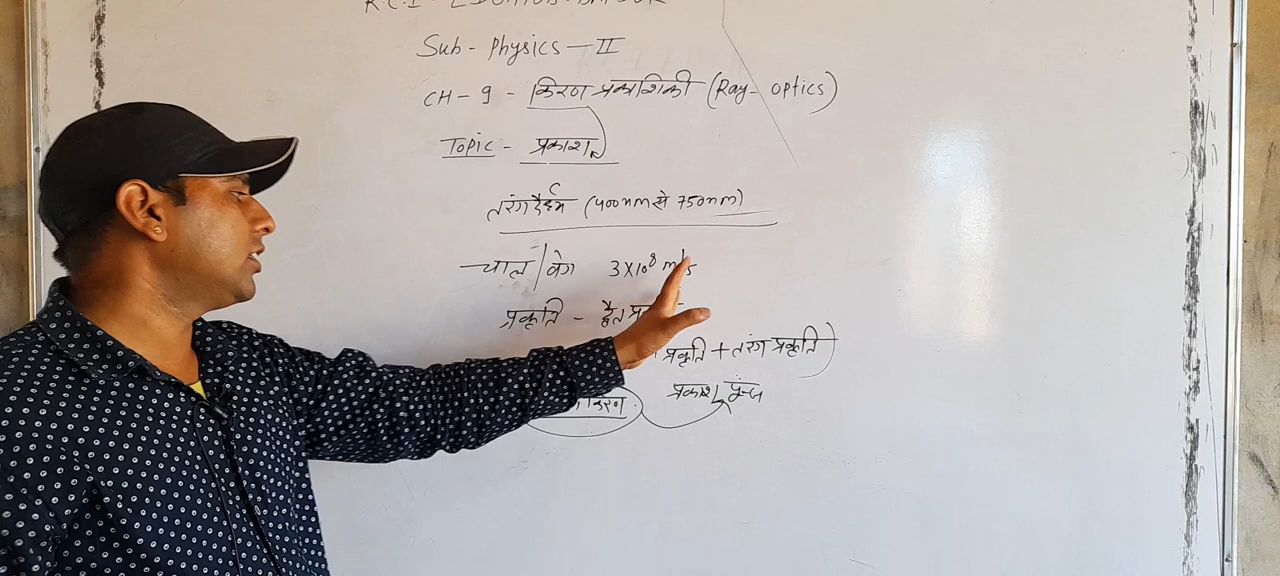 Sub - Physics - II
CH - 9 - किरण प्रकाशिकी (Ray - optics)
Topic - प्रकाश
तरंगदैर्ध्य (400nm से 750nm)
चाल / वेग 3×10⁸ m/s
प्रकृति - द्वैत
प्रकृति + तरंग प्रकृति)
किरण प्रकाश पुंज